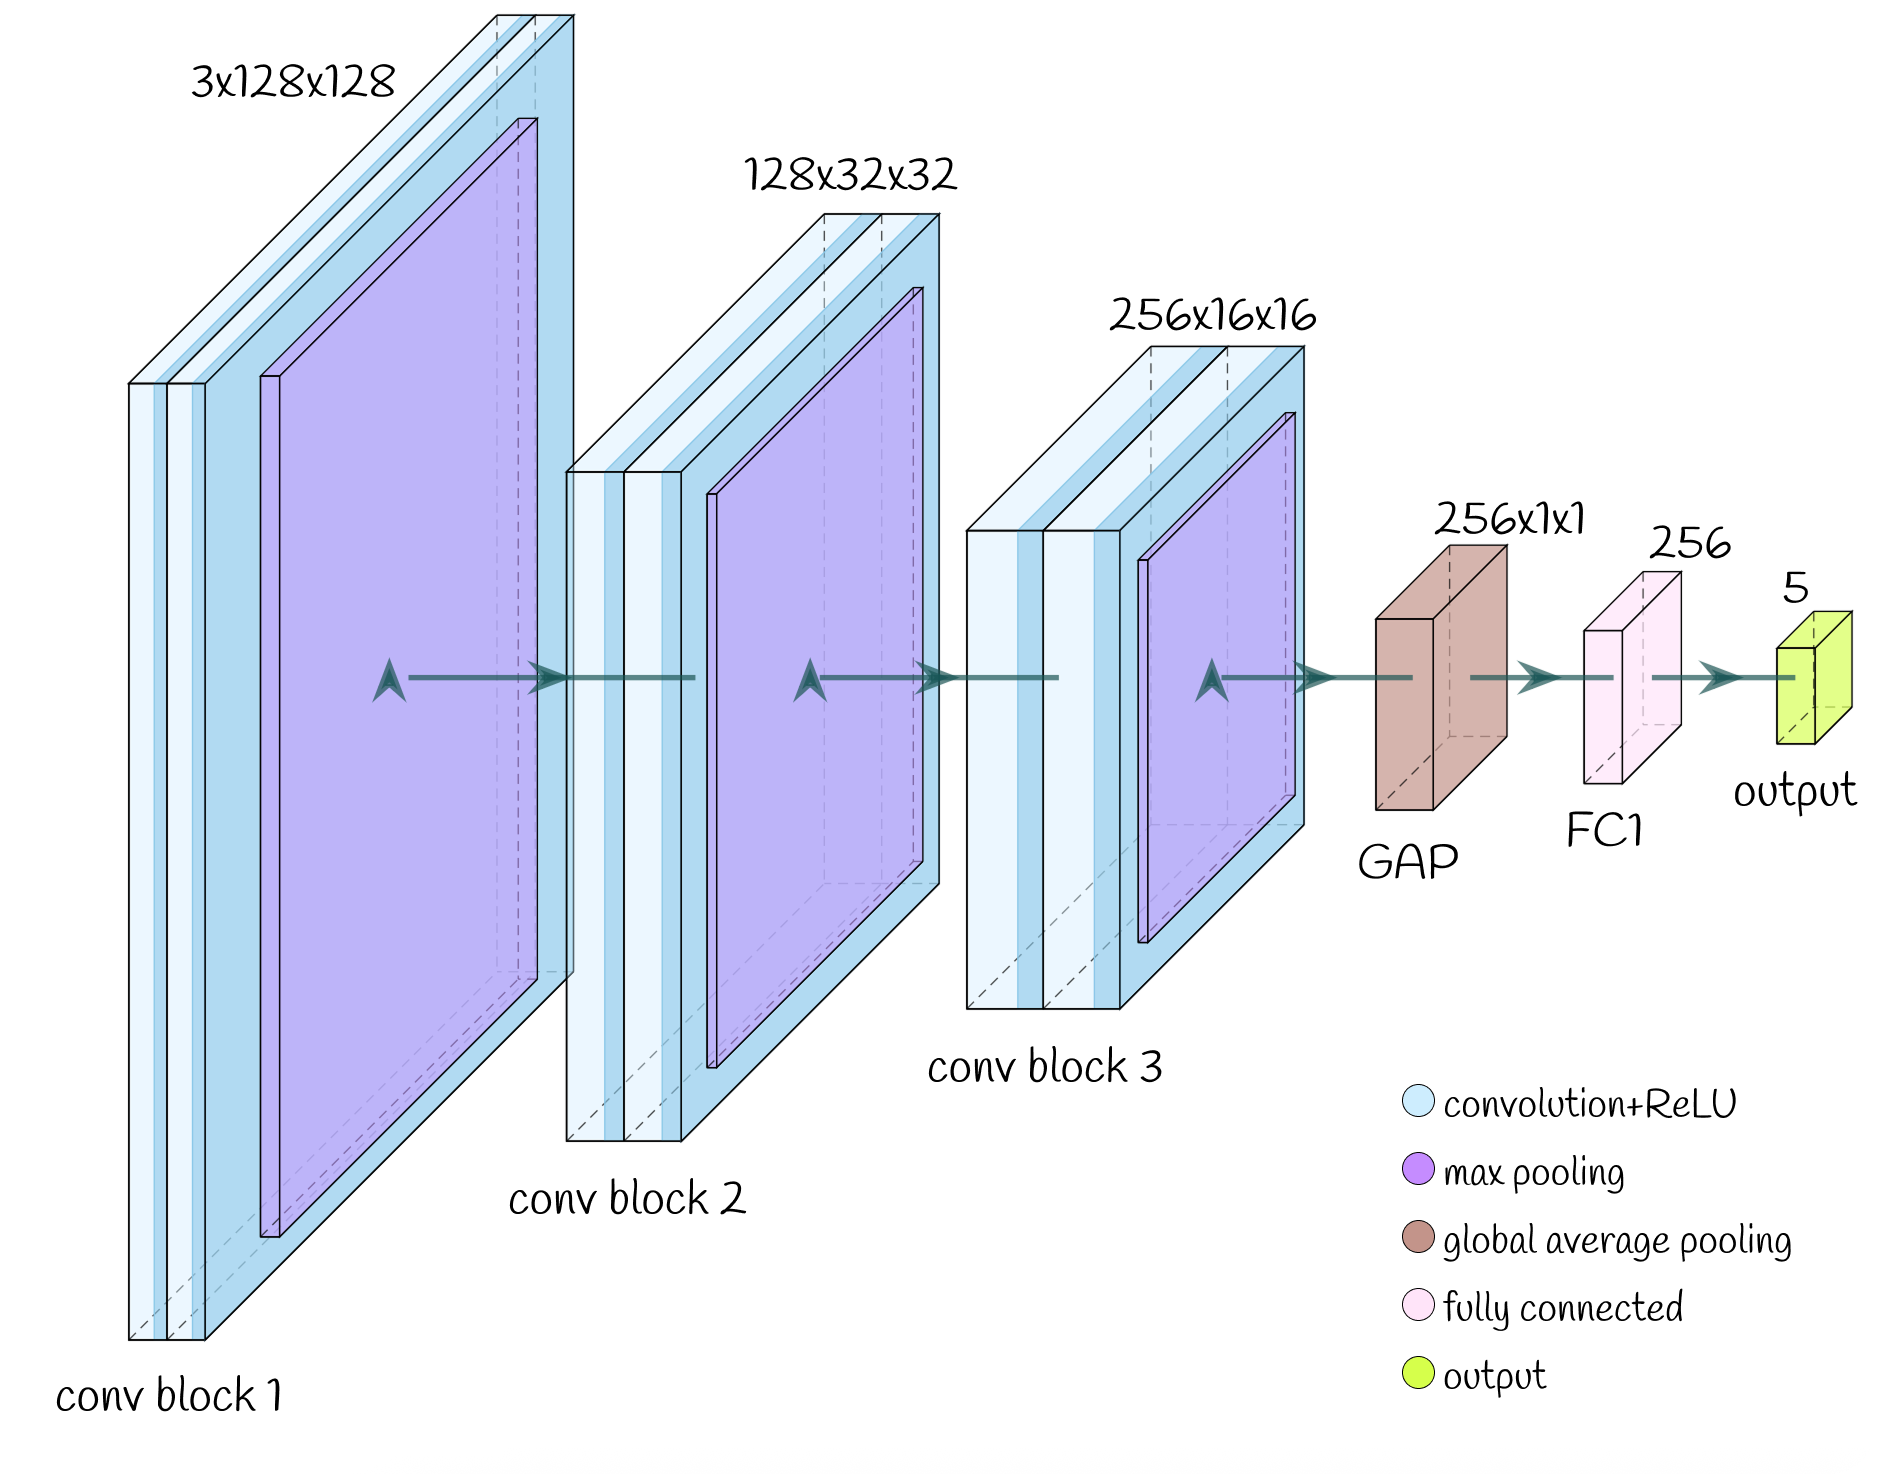 3x128x128
conv block 1
128x32x32
conv block 2
256x16x16
conv block 3
256x1x1
GAP
256
FC1
5
output
convolution+ReLU
max pooling
global average pooling
fully connected
output